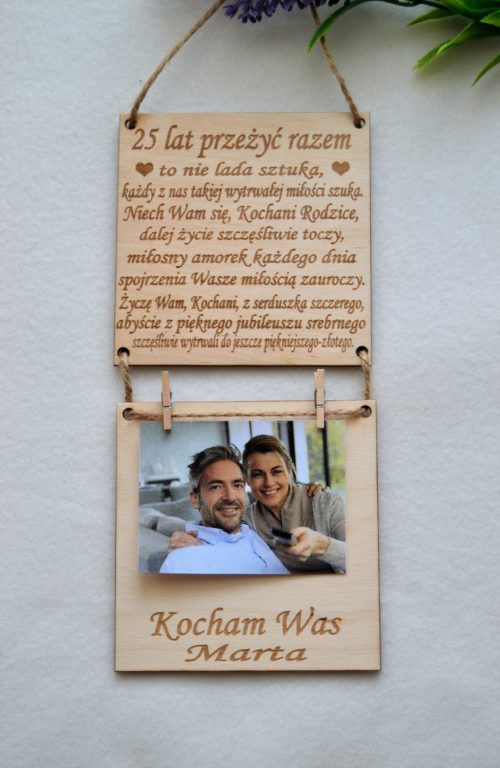 25 lat przeżyć razem
to nie lada sztuka,
każdy z nas takiej wytrwałej miłości szuka.
Niech Wam się, Kochani Rodzice,
dalej życie szczęśliwie toczy,
miłosny amorek każdego dnia
spojrzenia Wasze miłością zauroczy.
Życzę Wam, Kochani, z serduszka szczerego,
abyście z pięknego jubileuszu srebrnego
szczęśliwie wytrwali do jeszcze piękniejszego-złotego.
Kocham Was
Marta